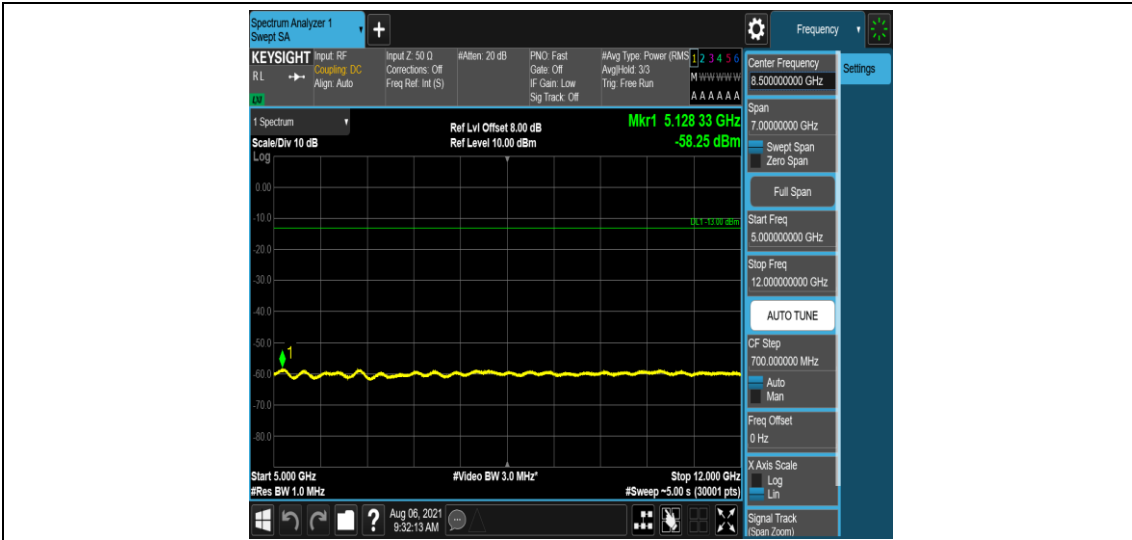 Spectrum Analyzer 1
Swept SA
+
Frequency
KEYSIGHT
RL
LXI
Input: RF
Coupling: DC
Align: Auto
Input Z: 50 Ω
Corrections: Off
Freq Ref: Int (S)
#Atten: 20 dB
PNO: Fast
Gate: Off
IF Gain: Low
Sig Track: Off
#Avg Type: Power (RMS
Avg|Hold: 3/3
Trig: Free Run
1 2 3 4 5 6
M W W W W W
A A A A A A
1 Spectrum
Scale/Div 10 dB
Log
Ref Lvl Offset 8.00 dB
Ref Level 10.00 dBm
Mkr1 5.128 33 GHz
-58.25 dBm
0.00
-10.0
DL1 -13.00 dBm
-20.0
-30.0
-40.0
-50.0
1
-60.0
-70.0
-80.0
Start 5.000 GHz
#Res BW 1.0 MHz
#Video BW 3.0 MHz*
Stop 12.000 GHz
#Sweep ~5.00 s (30001 pts)
?
Aug 06, 2021
9:32:13 AM
Center Frequency
8.500000000 GHz
Settings
Span
7.00000000 GHz
Swept Span
Zero Span
Full Span
Start Freq
5.000000000 GHz
Stop Freq
12.000000000 GHz
AUTO TUNE
CF Step
700.000000 MHz
Auto
Man
Freq Offset
0 Hz
X Axis Scale
Log
Lin
Signal Track
(Span Zoom)